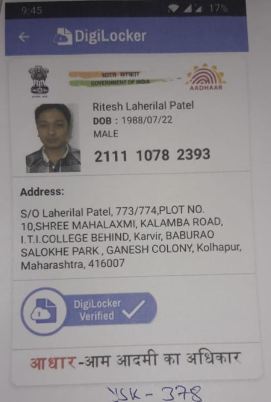 9:45 17%
DigiLocker
भारत सरकार
GOVERNMENT OF INDIA
AADHAAR
Ritesh Laherilal Patel
DOB : 1988/07/22
MALE
2111 1078 2393
Address:
S/O Laherilal Patel, 773/774,PLOT NO.
10,SHREE MAHALAXMI, KALAMBA ROAD,
I.T.I.COLLEGE BEHIND, Karvir, BABURAO
SALOKHE PARK , GANESH COLONY, Kolhapur,
Maharashtra, 416007
DigiLocker
Verified
आधार-आम आदमी का अधिकार